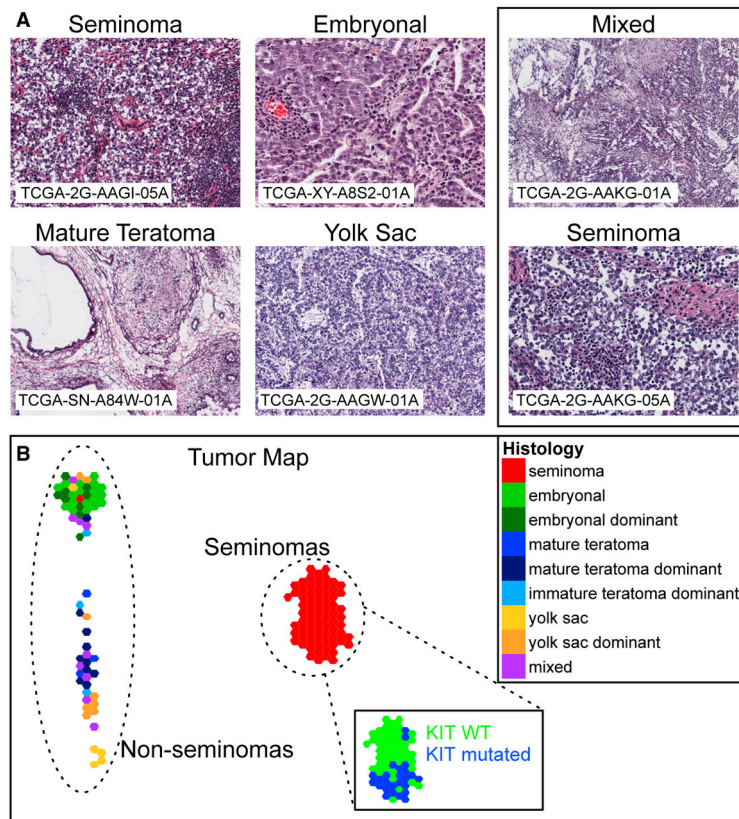 A
Seminoma
Embryonal
Mixed
TCGA-2G-AAGI-05A
TCGA-XY-A8S2-01A
TCGA-2G-AAKG-01A
Mature Teratoma
Yolk Sac
Seminoma
TCGA-SN-A84W-01A
TCGA-2G-AAGW-01A
TCGA-2G-AAKG-05A
B
Tumor Map
Seminomas
Non-seminomas
KIT WT
KIT mutated
Histology
seminoma
embryonal
embryonal dominant
mature teratoma
mature teratoma dominant
immature teratoma dominant
yolk sac
yolk sac dominant
mixed